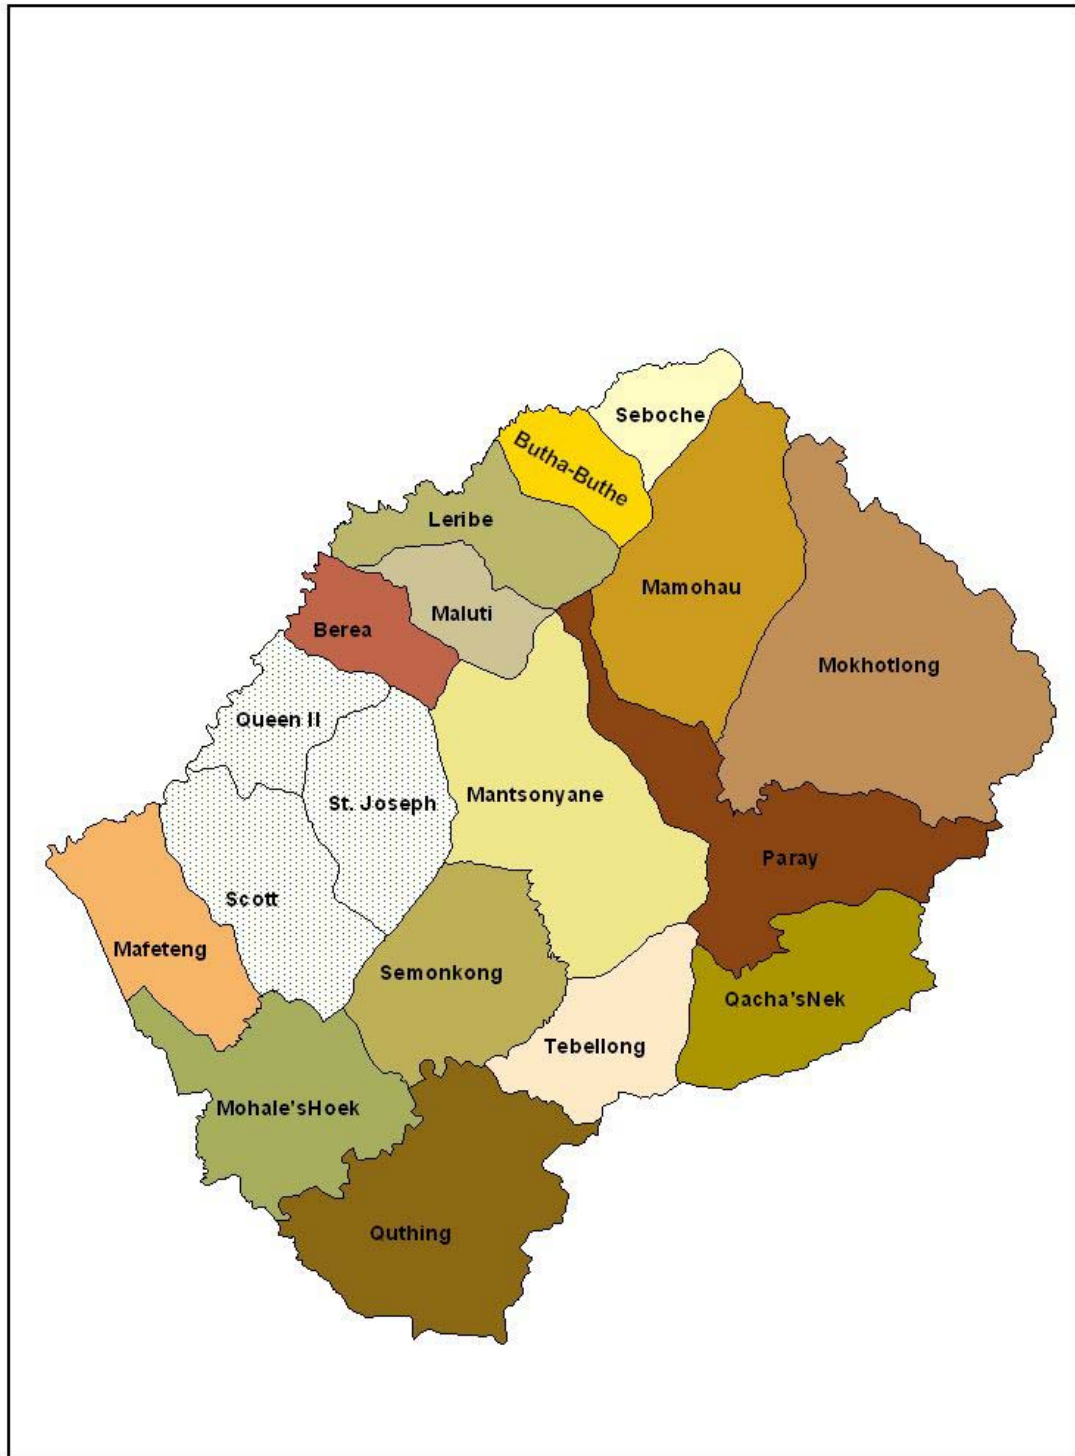 Seboche
Butha-Buthe
Leribe
Mamohau
Maluti
Berea
Mokhotlong
Queen II
St. Joseph
Mantsonyane
Paray
Scott
Mafeteng
Semonkong
Qacha'sNek
Tebellong
Mohale'sHoek
Quthing